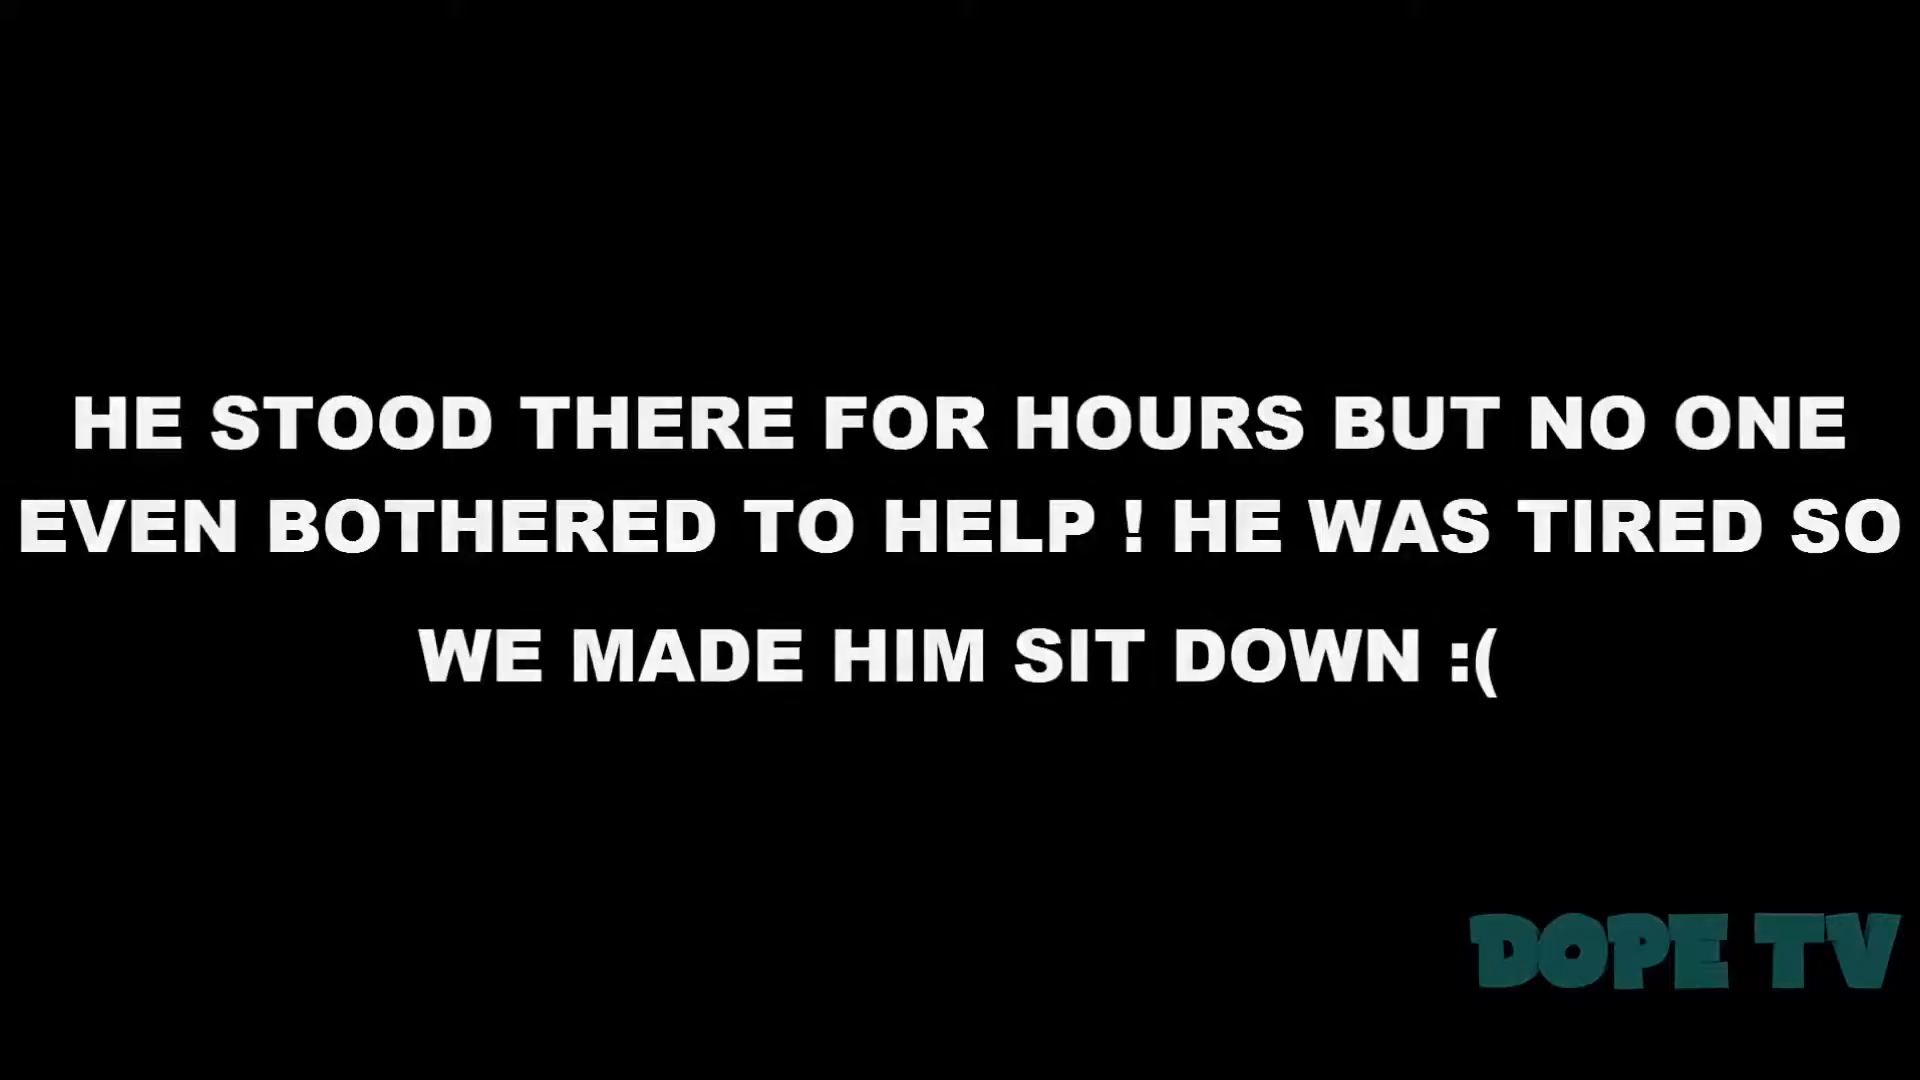 HE STOOD THERE FOR HOURS BUT NO ONE
EVEN BOTHERED TO HELP ! HE WAS TIRED SO
WE MADE HIM SIT DOWN :(
DOPE TV